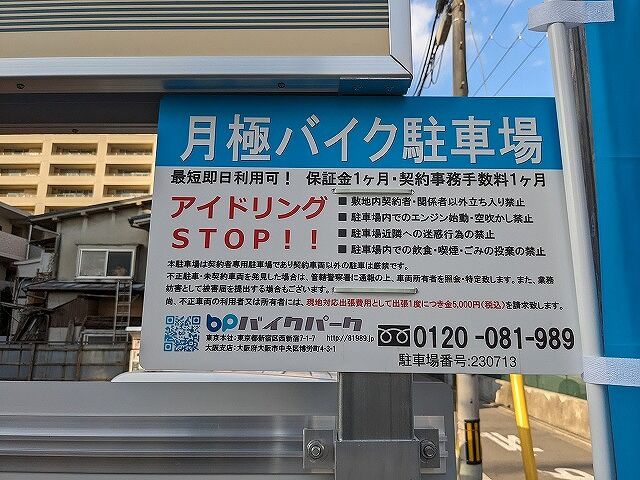 月極バイク駐車場
最短即日利用可！ 保証金1ヶ月・契約事務手数料1ヶ月
アイドリング
STOP！！
■ 敷地内契約者・関係者以外立ち入り禁止
■ 駐車場内でのエンジン始動・空吹かし禁止
■ 駐車場近隣への迷惑行為の禁止
■ 駐車場内での飲食・喫煙・ごみの投棄の禁止
本駐車場は契約者専用駐車場であり契約車両以外の駐車は厳禁です。
不正駐車・未契約車両を発見した場合は、管轄警察署に通報の上、車両所有者を照会・特定致します。また、業務
妨害として被害届を提出する場合もございます。
尚、不正車両の利用者又は所有者には、現地対応出張費用として出張1度につき金5,000円(税込)を請求致します。
bp バイクパーク
東京本社：東京都新宿区西新宿7-1-7 http://81989.jp
大阪支店：大阪府大阪市中央区博労町4-3-1
0120-081-989
駐車場番号:230713